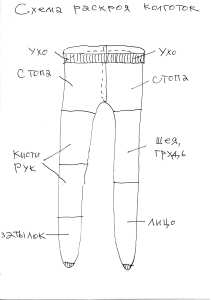 Схема раскроя колготок
ухо
ухо
стопа
стопа
кисти
рук
шея,
грудь
лицо
затылок